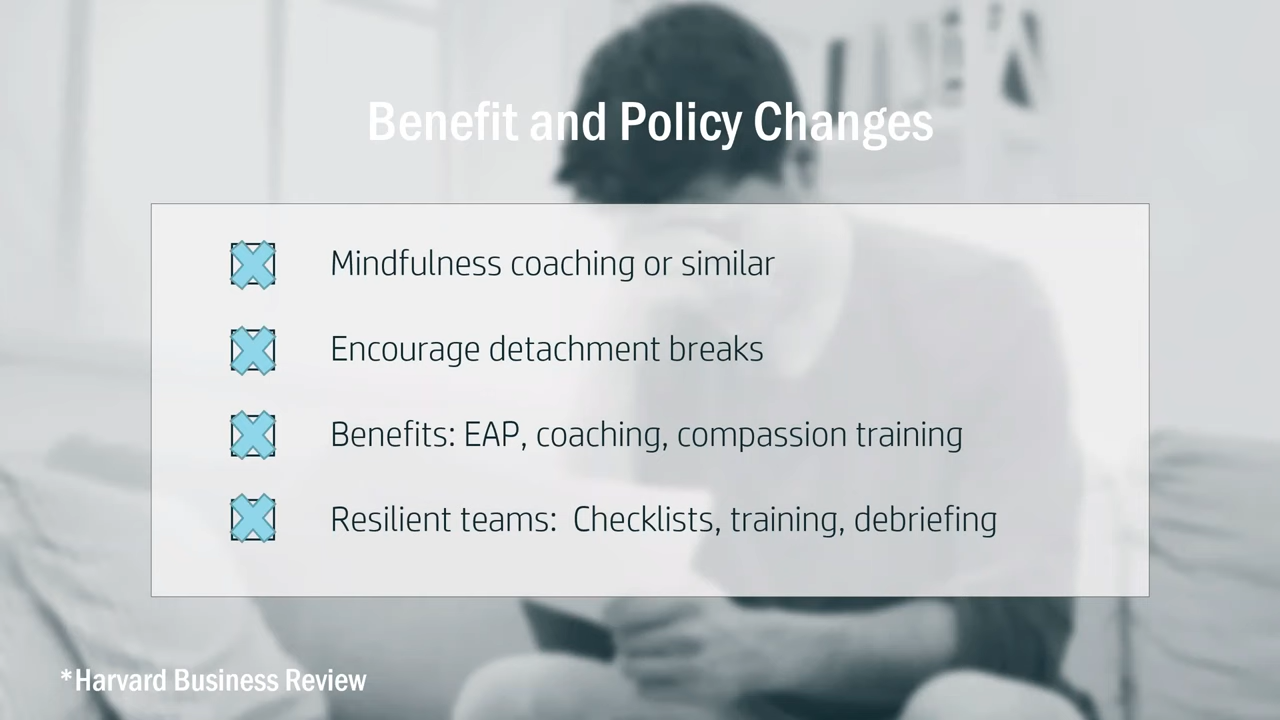 Benefit and Policy Changes
Mindfulness coaching or similar
Encourage detachment breaks
Benefits: EAP, coaching, compassion training
Resilient teams:  Checklists, training, debriefing
*Harvard Business Review